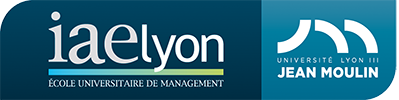 iaelyon
ÉCOLE UNIVERSITAIRE DE MANAGEMENT
UNIVERSITÉ LYON III
JEAN MOULIN